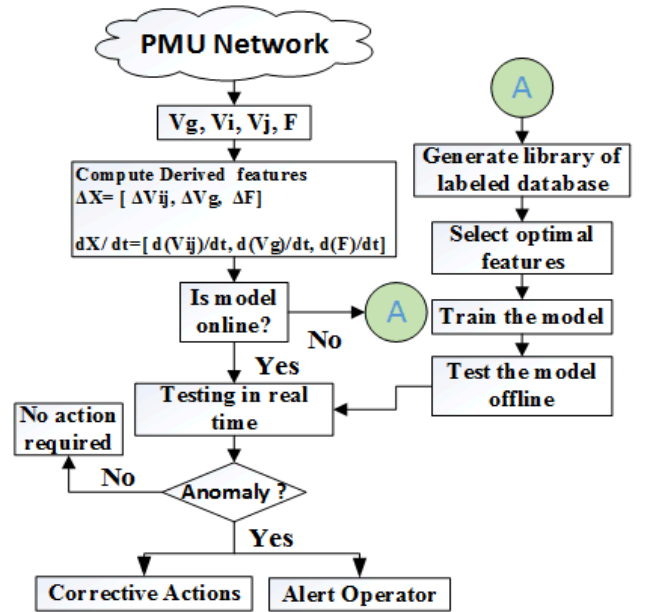 PMU Network
Vg, Vi, Vj, F
Compute Derived features
ΔX= [ ΔVij, ΔVg, ΔF]
dX/dt=[ d(Vij)/dt, d(Vg)/dt, d(F)/dt]
Is model
online?
No
A
Yes
Testing in real
time
No action
required
No
Anomaly ?
Yes
Corrective Actions
Alert Operator
A
Generate library of
labeled database
Select optimal
features
Train the model
Test the model
offline